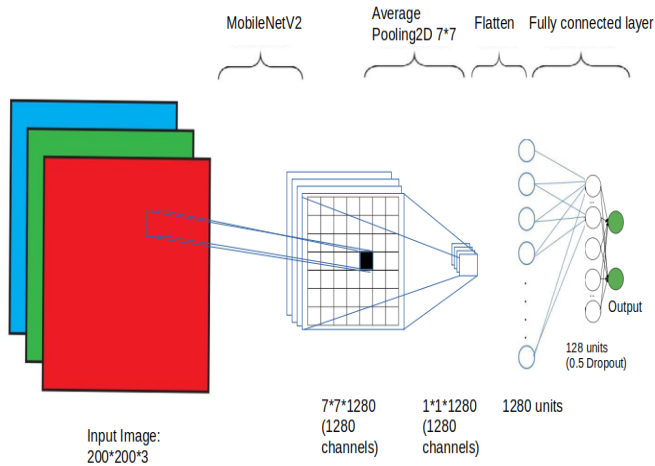 MobileNetV2
Average
Pooling2D 7*7
Flatten
Fully connected layer
Output
128 units
(0.5 Dropout)
7*7*1280
(1280
channels)
1*1*1280
(1280
channels)
1280 units
Input Image:
200*200*3